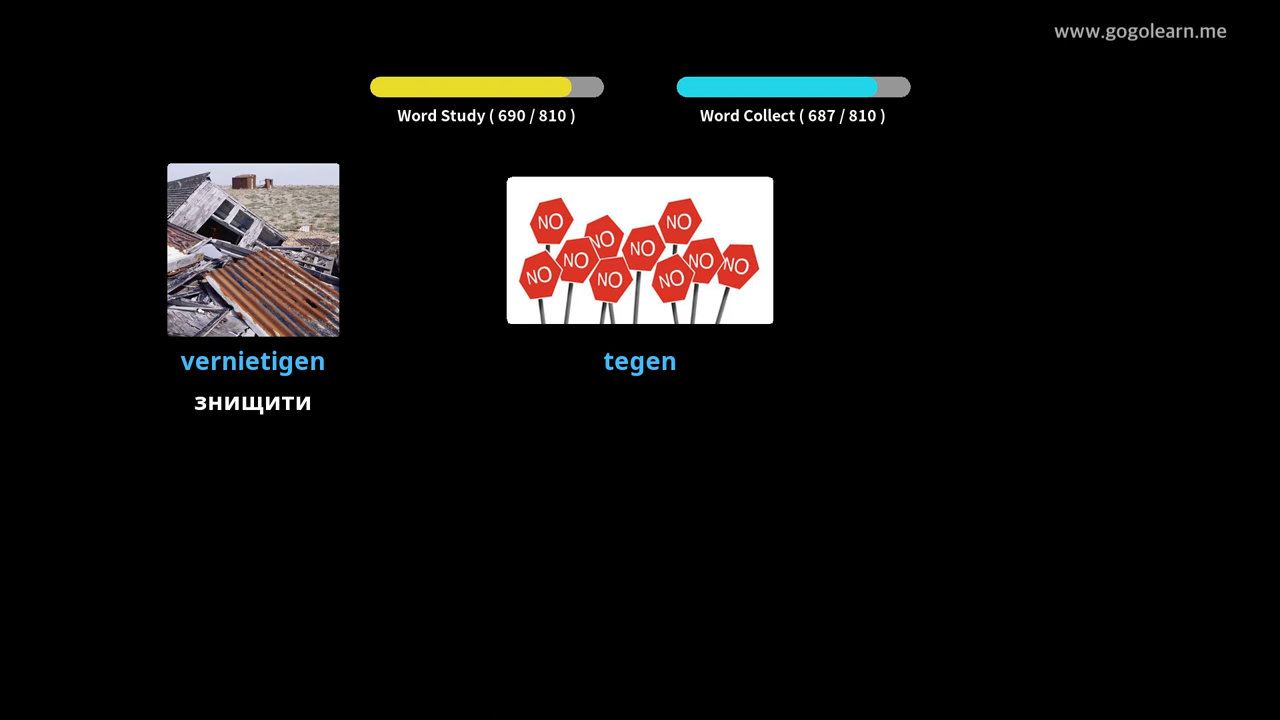 www.gogolearn.me
Word Study ( 690 / 810 )
Word Collect ( 687 / 810 )
NO
NO
NO
NO
NO
NO
NO
NO
NO
NO
vernietigen
tegen
знищити